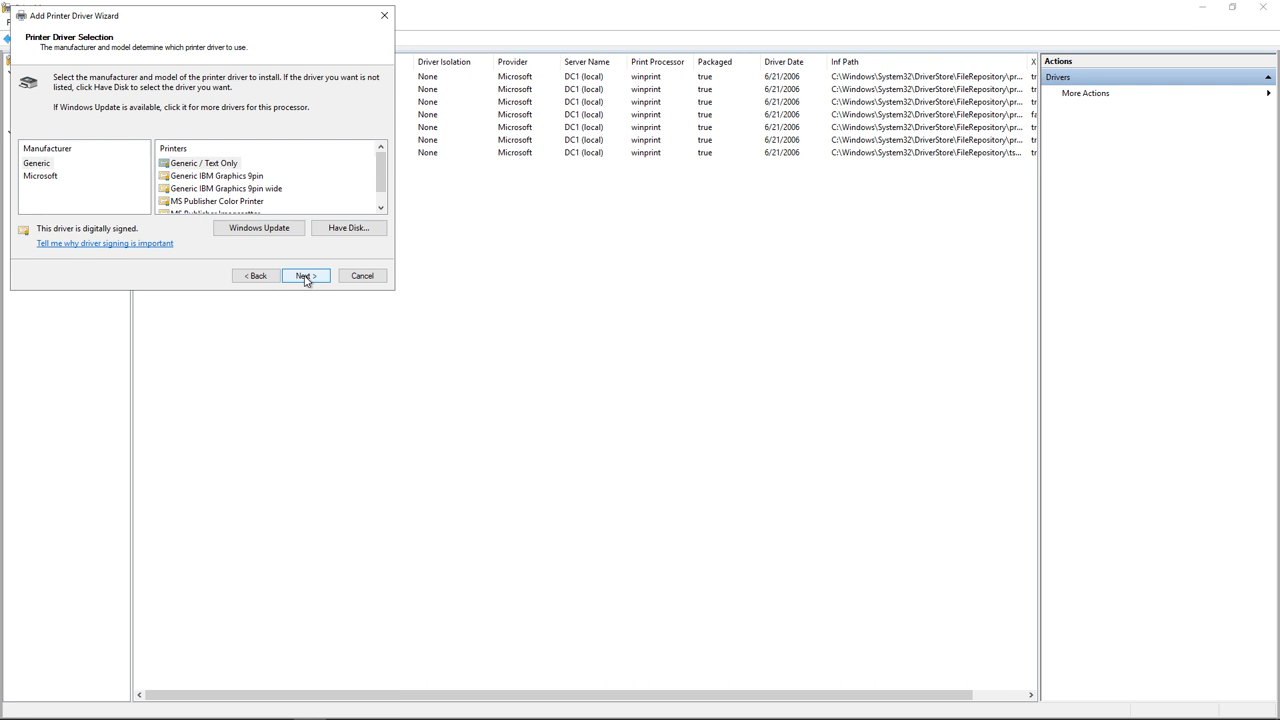 Add Printer Driver Wizard
Printer Driver Selection
The manufacturer and model determine which printer driver to use.
Select the manufacturer and model of the printer driver to install. If the driver you want is not
listed, click Have Disk to select the driver you want.
If Windows Update is available, click it for more drivers for this processor.
Manufacturer
Generic
Microsoft
Printers
Generic / Text Only
Generic IBM Graphics 9pin
Generic IBM Graphics 9pin wide
MS Publisher Color Printer
MS Publisher Imagesetter
This driver is digitally signed.
Tell me why driver signing is important
Windows Update
Have Disk...
< Back
Next >
Cancel
Driver Isolation Provider Server Name Print Processor Packaged Driver Date Inf Path X
None Microsoft DC1 (local) winprint true 6/21/2006 C:\Windows\System32\DriverStore\FileRepository\pr... tr
None Microsoft DC1 (local) winprint true 6/21/2006 C:\Windows\System32\DriverStore\FileRepository\pr... tr
None Microsoft DC1 (local) winprint true 6/21/2006 C:\Windows\System32\DriverStore\FileRepository\pr... tr
None Microsoft DC1 (local) winprint true 6/21/2006 C:\Windows\System32\DriverStore\FileRepository\pr... fa
None Microsoft DC1 (local) winprint true 6/21/2006 C:\Windows\System32\DriverStore\FileRepository\pr... tr
None Microsoft DC1 (local) winprint true 6/21/2006 C:\Windows\System32\DriverStore\FileRepository\pr... tr
None Microsoft DC1 (local) winprint true 6/21/2006 C:\Windows\System32\DriverStore\FileRepository\ts... tr
Actions
Drivers
More Actions